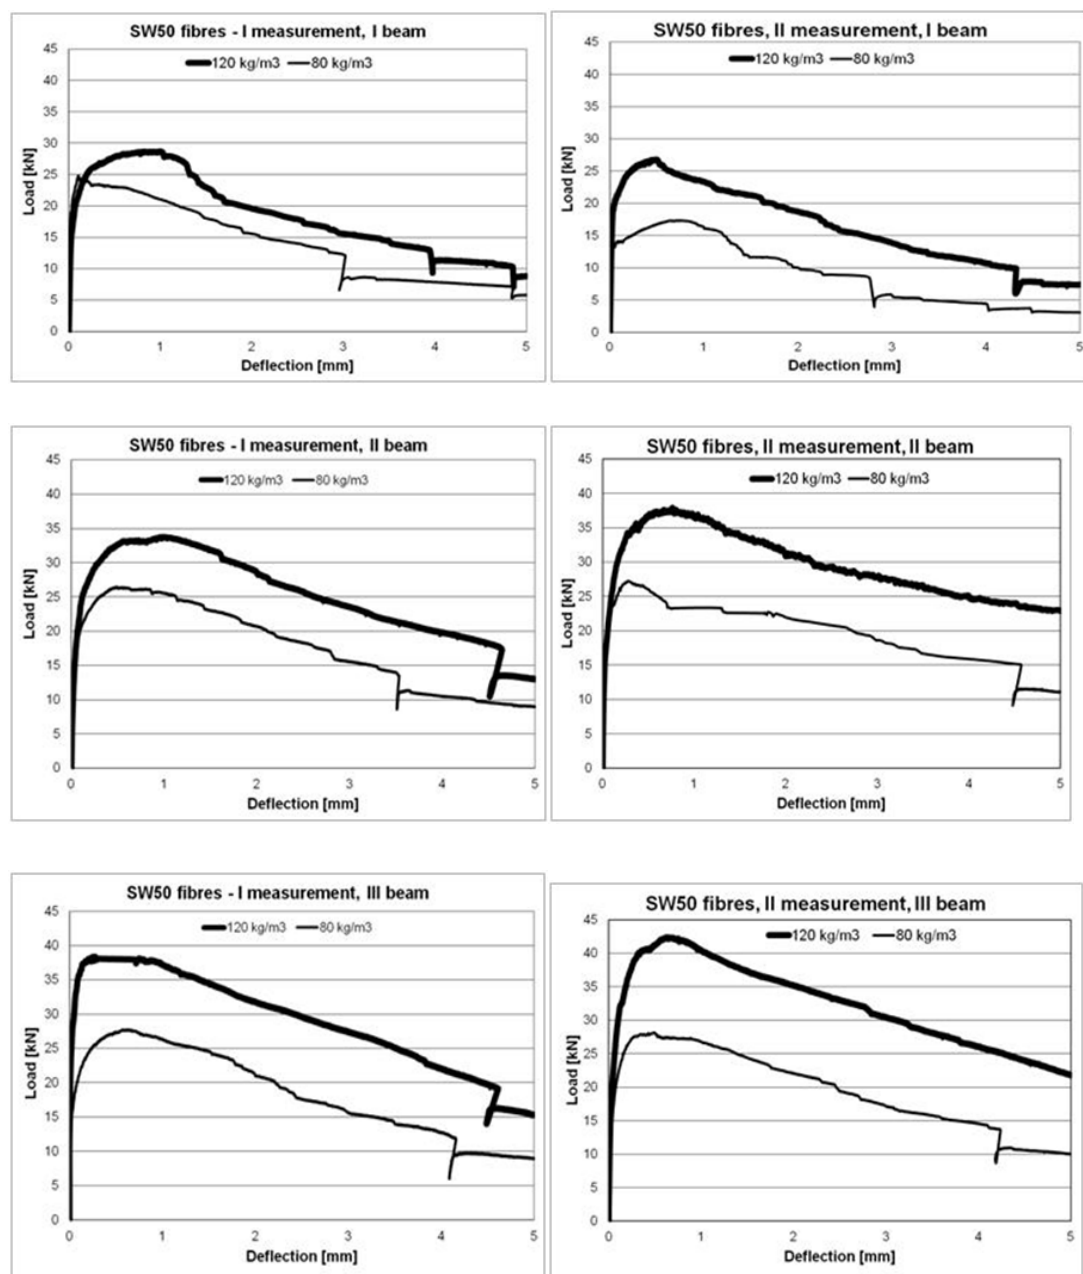 SW50 fibres - I measurement, I beam
120 kg/m3 80 kg/m3
45
40
35
30
25
20
15
10
5
0
Load [kN]
0 1 2 3 4 5
Deflection [mm]
SW50 fibres, II measurement, I beam
120 kg/m3 80 kg/m3
45
40
35
30
25
20
15
10
5
0
Load [kN]
0 1 2 3 4 5
Deflection [mm]
SW50 fibres - I measurement, II beam
120 kg/m3 80 kg/m3
45
40
35
30
25
20
15
10
5
0
Load [kN]
0 1 2 3 4 5
Deflection [mm]
SW50 fibres, II measurement, II beam
120 kg/m3 80 kg/m3
45
40
35
30
25
20
15
10
5
0
Load [kN]
0 1 2 3 4 5
Deflection [mm]
SW50 fibres - I measurement, III beam
120 kg/m3 80 kg/m3
45
40
35
30
25
20
15
10
5
0
Load [kN]
0 1 2 3 4 5
Deflection [mm]
SW50 fibres, II measurement, III beam
120 kg/m3 80 kg/m3
45
40
35
30
25
20
15
10
5
0
Load [kN]
0 1 2 3 4 5
Deflection [mm]